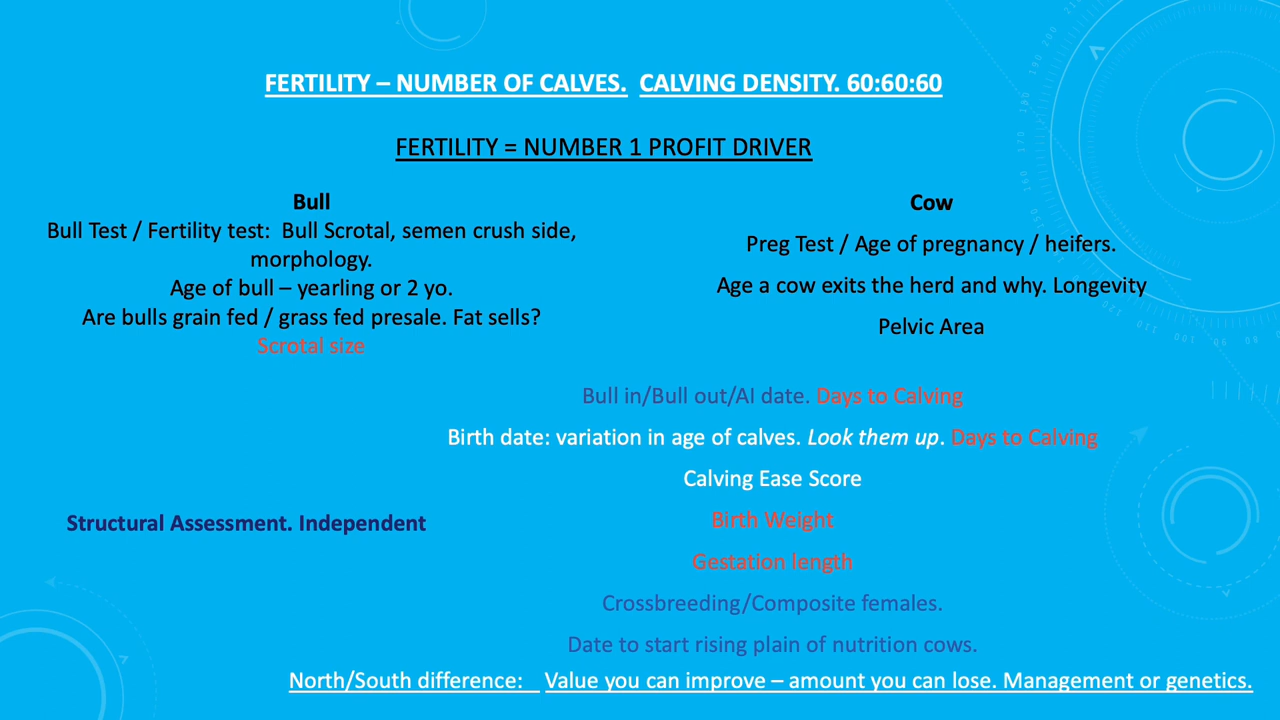 FERTILITY – NUMBER OF CALVES. CALVING DENSITY. 60:60:60
FERTILITY = NUMBER 1 PROFIT DRIVER
Bull
Bull Test / Fertility test: Bull Scrotal, semen crush side,
morphology.
Age of bull – yearling or 2 yo.
Are bulls grain fed / grass fed presale. Fat sells?
Scrotal size
Cow
Preg Test / Age of pregnancy / heifers.
Age a cow exits the herd and why. Longevity
Pelvic Area
Bull in/Bull out/AI date. Days to Calving
Birth date: variation in age of calves. Look them up. Days to Calving
Calving Ease Score
Birth Weight
Gestation length
Crossbreeding/Composite females.
Date to start rising plain of nutrition cows.
Structural Assessment. Independent
North/South difference: Value you can improve – amount you can lose. Management or genetics.